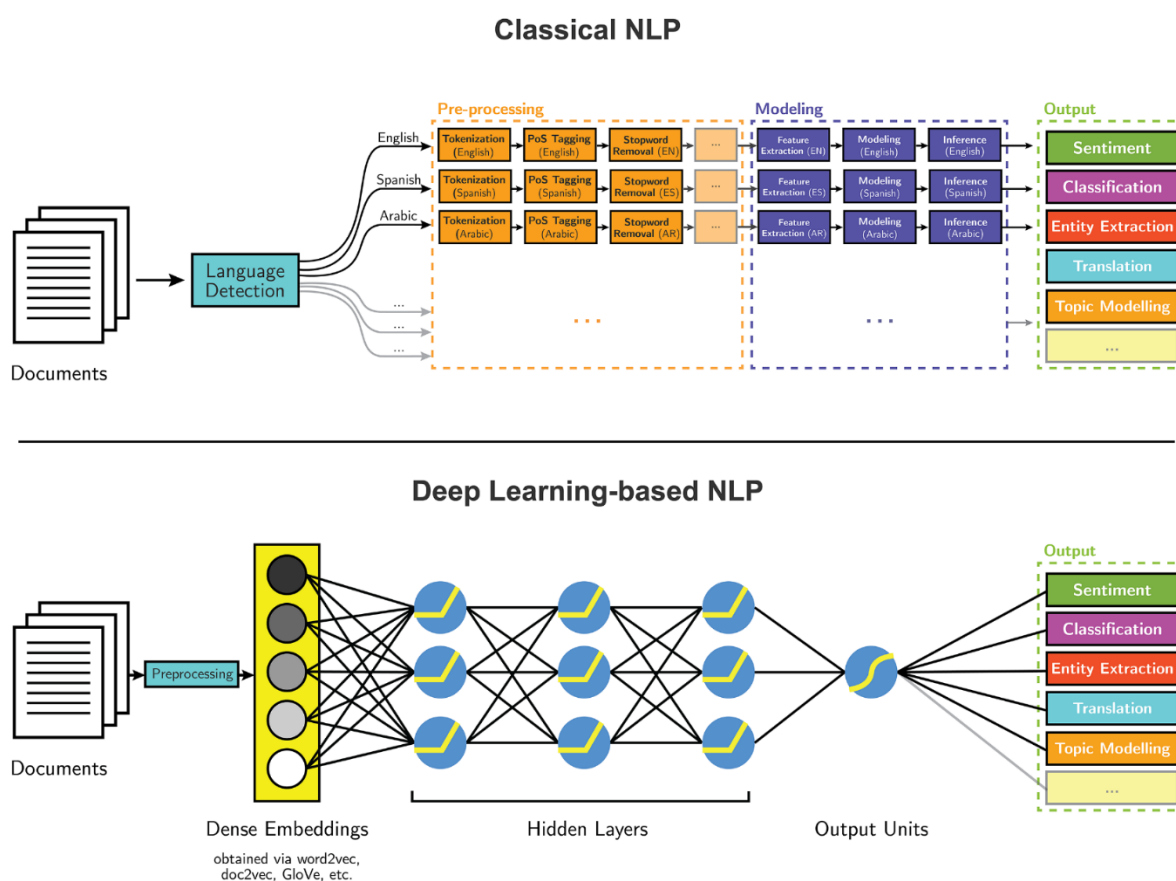 Classical NLP
Pre-processing
Modeling
Output
English
Tokenization
(English)
PoS Tagging
(English)
Stopword
Removal (EN)
...
Feature
Extraction (EN)
Modeling
(English)
Inference
(English)
Sentiment
Spanish
Tokenization
(Spanish)
PoS Tagging
(Spanish)
Stopword
Removal (ES)
...
Feature
Extraction (ES)
Modeling
(Spanish)
Inference
(Spanish)
Classification
Arabic
Tokenization
(Arabic)
PoS Tagging
(Arabic)
Stopword
Removal (AR)
...
Feature
Extraction (AR)
Modeling
(Arabic)
Inference
(Arabic)
Entity Extraction
Language
Detection
Translation
...
...
...
...
...
Topic Modelling
...
Documents
Deep Learning-based NLP
Output
Sentiment
Classification
Preprocessing
Entity Extraction
Translation
Topic Modelling
...
Documents
Dense Embeddings
obtained via word2vec,
doc2vec, GloVe, etc.
Hidden Layers
Output Units